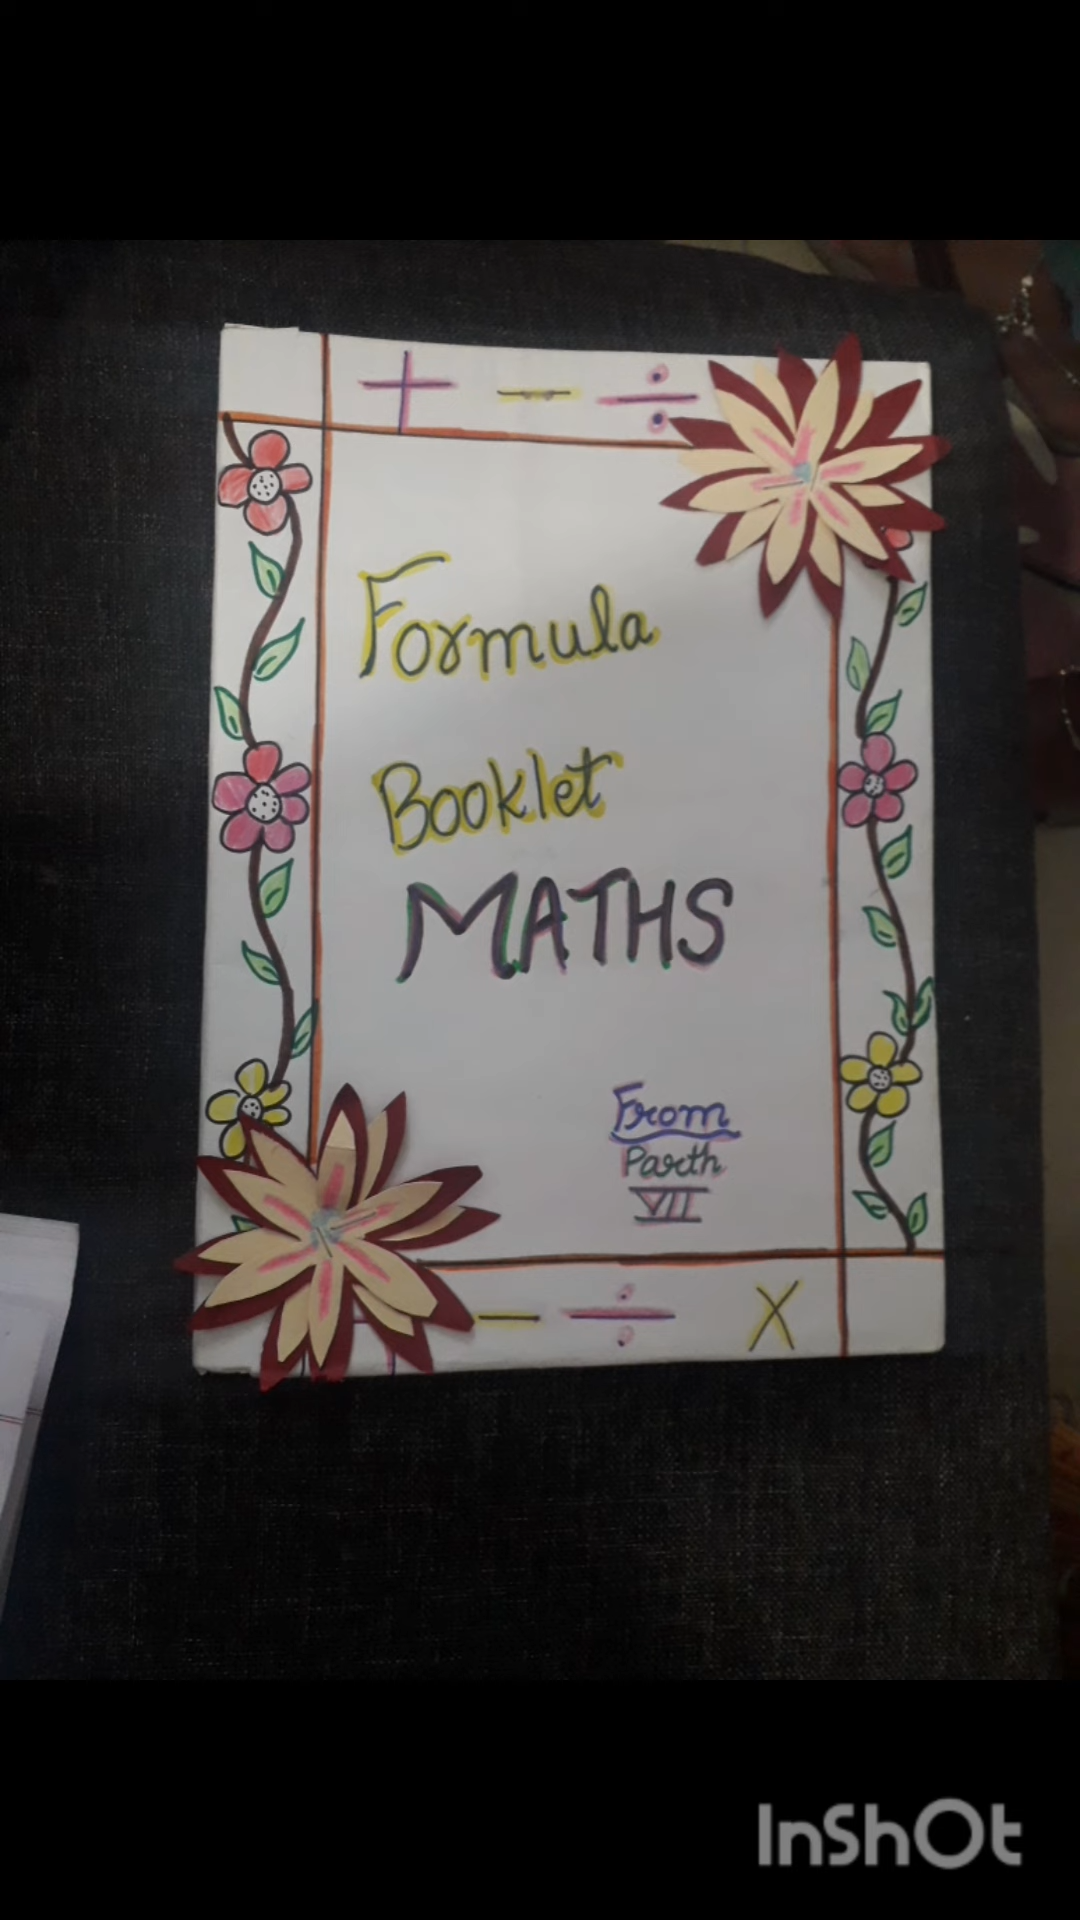 + − ÷
Formula
Booklet
MATHS
From
Parth
VII
− ÷ X
InShOt